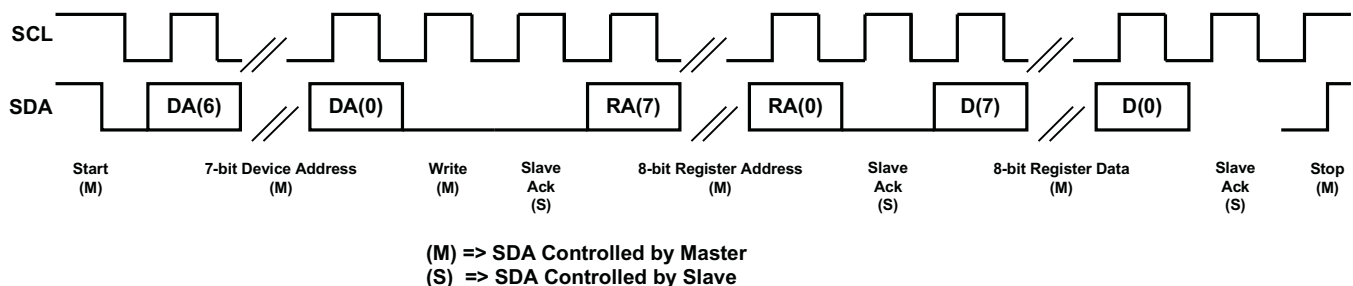 SCL
SDA
DA(6)
DA(0)
RA(7)
RA(0)
D(7)
D(0)
Start
(M)
7-bit Device Address
(M)
Write
(M)
Slave
Ack
(S)
8-bit Register Address
(M)
Slave
Ack
(S)
8-bit Register Data
(M)
Slave
Ack
(S)
Stop
(M)
(M) => SDA Controlled by Master
(S) => SDA Controlled by Slave